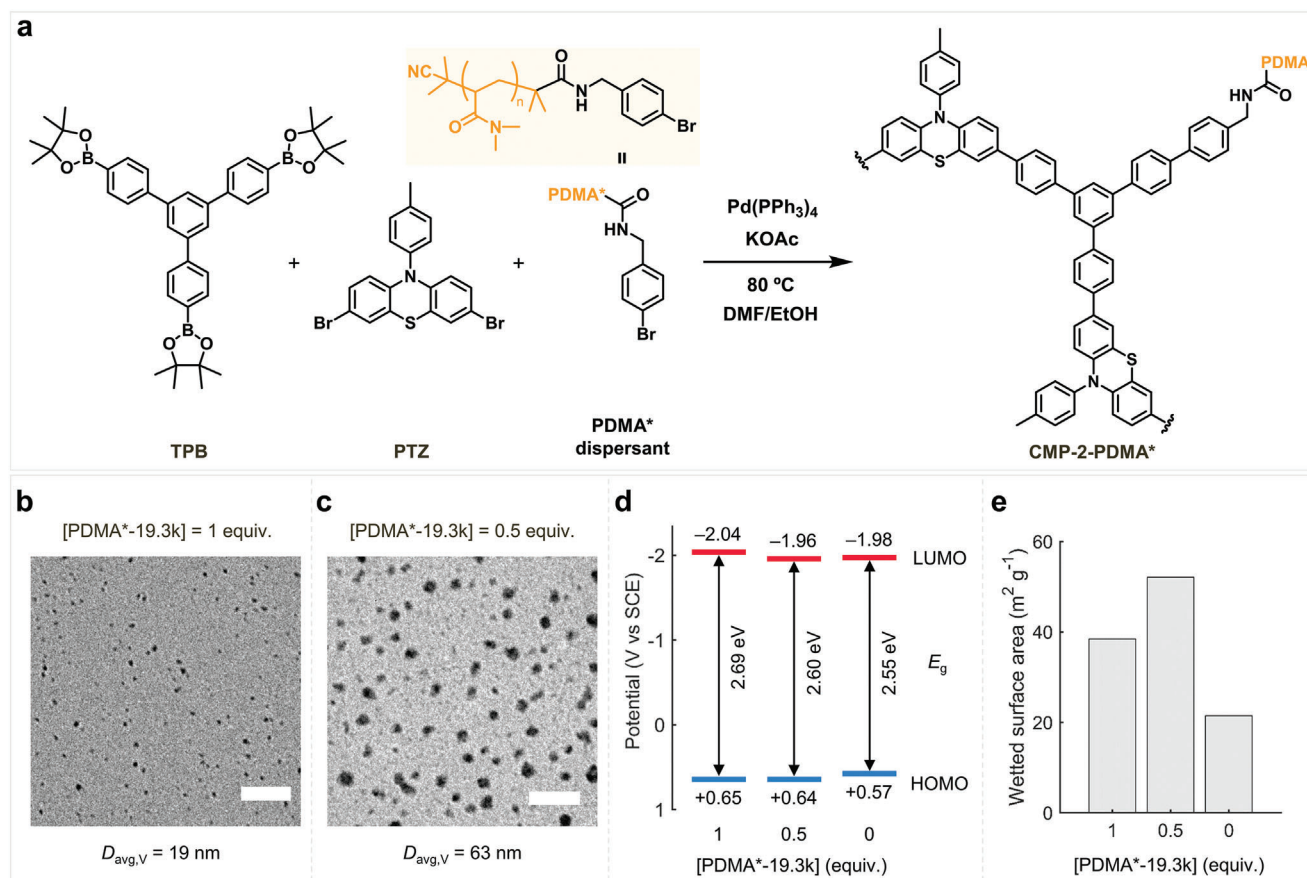 a
NC
n
O
N
H
O
N
Br
II
O
B
O
O
B
O
O
B
O
TPB
+
N
S
Br
Br
PTZ
+
PDMA*
O
NH
Br
PDMA*
dispersant
Pd(PPh3)4
KOAc
80 ºC
DMF/EtOH
N
S
PDMA
NH
O
S
N
CMP-2-PDMA*
b
[PDMA*-19.3k] = 1 equiv.
Davg,V = 19 nm
c
[PDMA*-19.3k] = 0.5 equiv.
Davg,V = 63 nm
d
Potential (V vs SCE)
-2
-1
0
1
−2.04
−1.96
−1.98
LUMO
2.69 eV
2.60 eV
2.55 eV
Eg
+0.65
+0.64
+0.57
HOMO
1
0.5
0
[PDMA*-19.3k] (equiv.)
e
Wetted surface area (m2 g-1)
60
40
20
0
1
0.5
0
[PDMA*-19.3k] (equiv.)